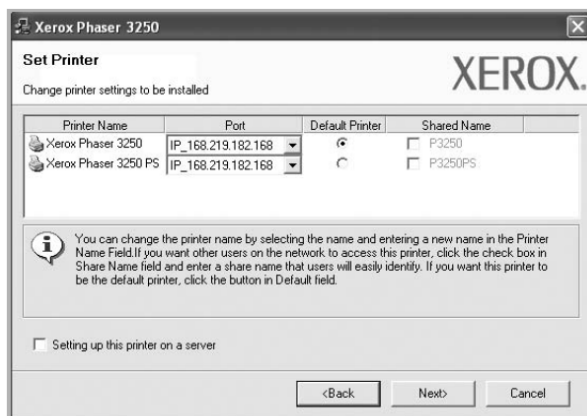 Xerox Phaser 3250
Set Printer
Change printer settings to be installed
XEROX.
Printer Name Port Default Printer Shared Name
Xerox Phaser 3250 IP_168.219.182.168 P3250
Xerox Phaser 3250 PS IP_168.219.182.168 P3250PS
You can change the printer name by selecting the name and entering a new name in the Printer
Name Field.If you want other users on the network to access this printer, click the check box in
Share Name field and enter a share name that users will easily identify. If you want this printer to
be the default printer, click the button in Default field.
Setting up this printer on a server
<Back Next> Cancel